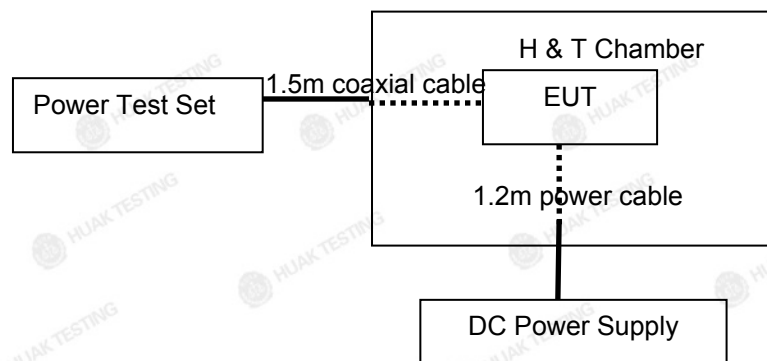 H & T Chamber
HUAK TESTING
1.5m coaxial cable
EUT
Power Test Set
HUAK TESTING
HUAK TESTING
HUAK TESTING
1.2m power cable
HUAK TESTING
HUAK TESTING
HUAK TESTING
DC Power Supply
HUAK TESTING
HUAK TESTING